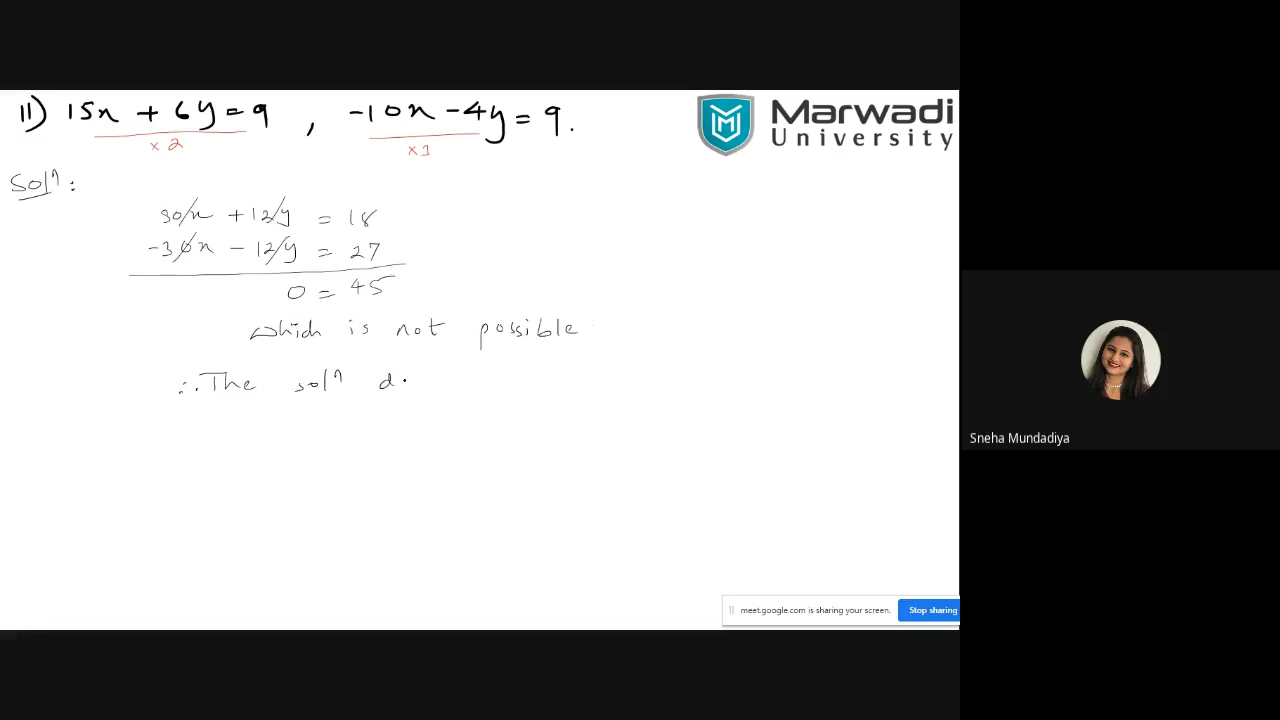 11) 15x + 6y = 9 , -10x - 4y = 9.
×2 ×3
Solⁿ:
30x + 12y = 18
-30x - 12y = 27
0 = 45
which is not possible
∴ The solⁿ d.
Marwadi
University
Sneha Mundadiya
meet.google.com is sharing your screen.
Stop sharing